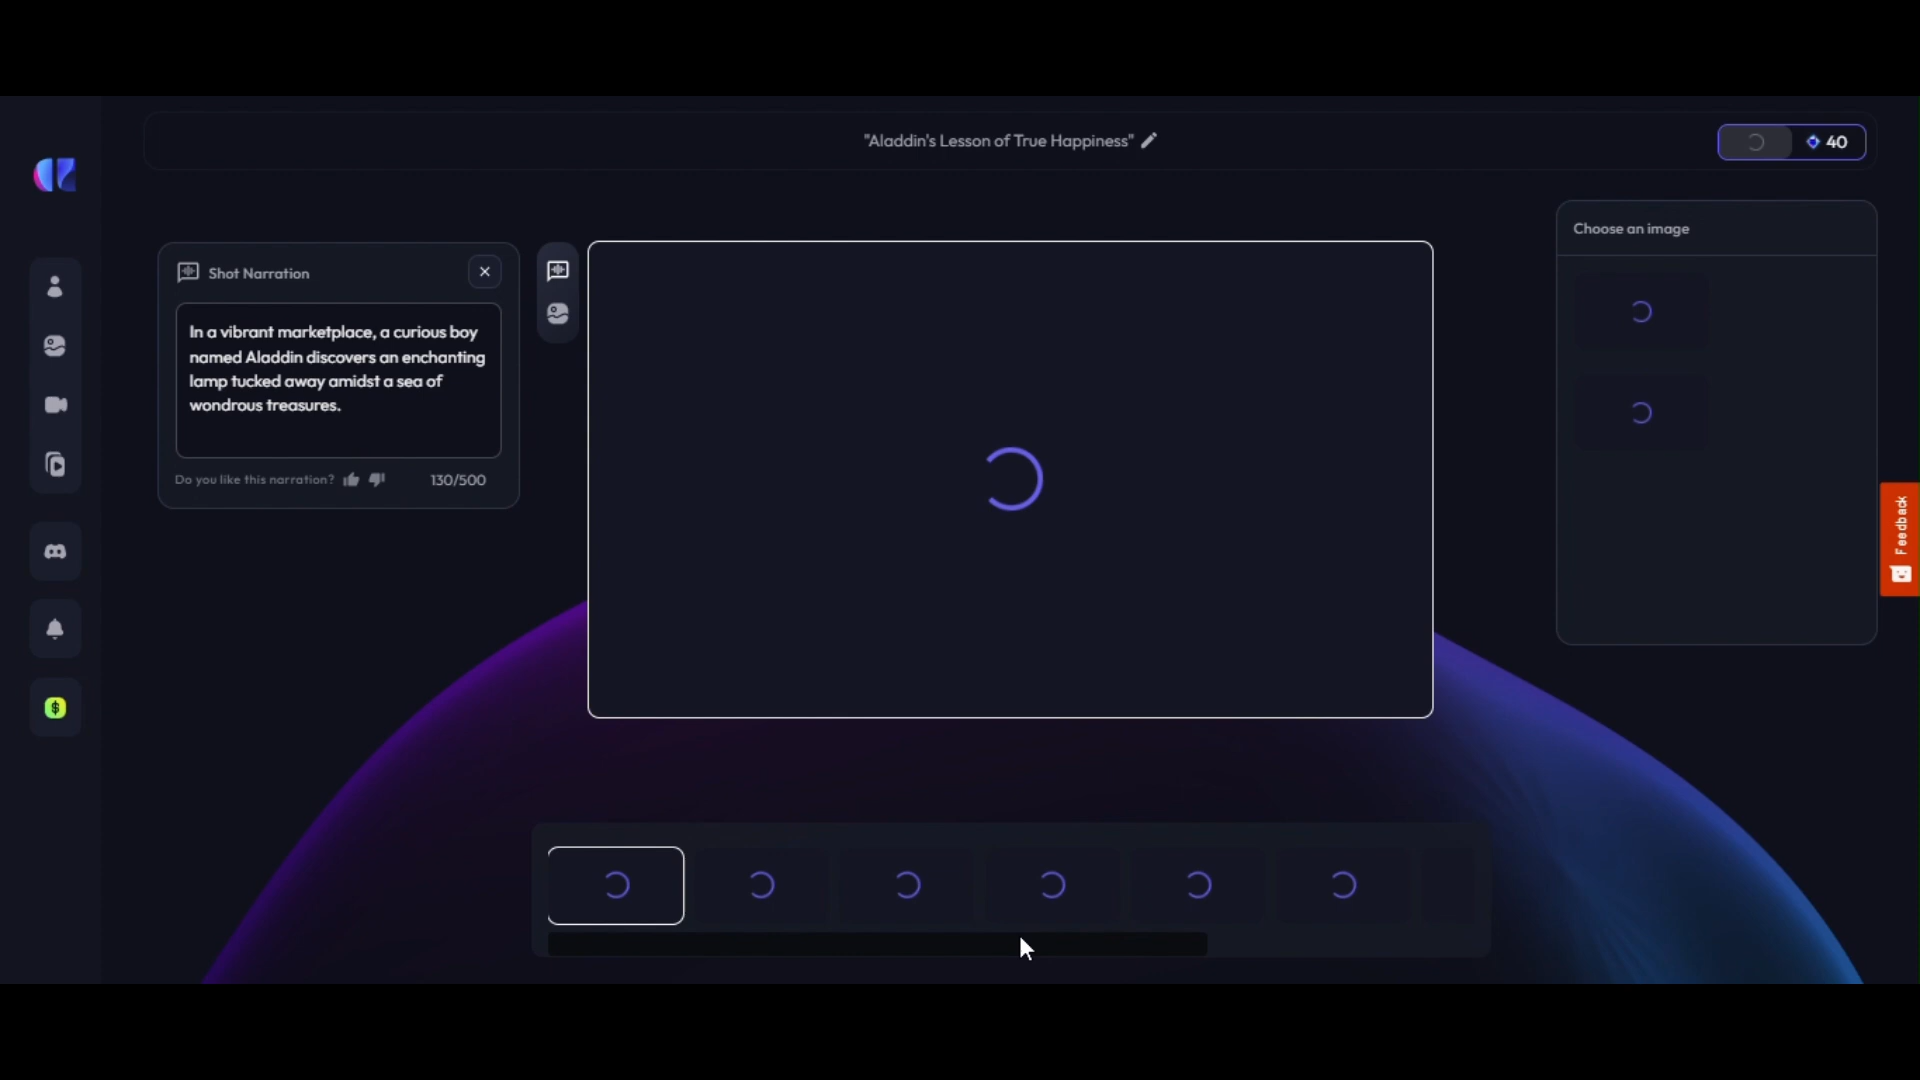 "Aladdin's Lesson of True Happiness"
40
Choose an image
Shot Narration
In a vibrant marketplace, a curious boy
named Aladdin discovers an enchanting
lamp tucked away amidst a sea of
wondrous treasures.
Do you like this narration?
130/500
Feedback
$